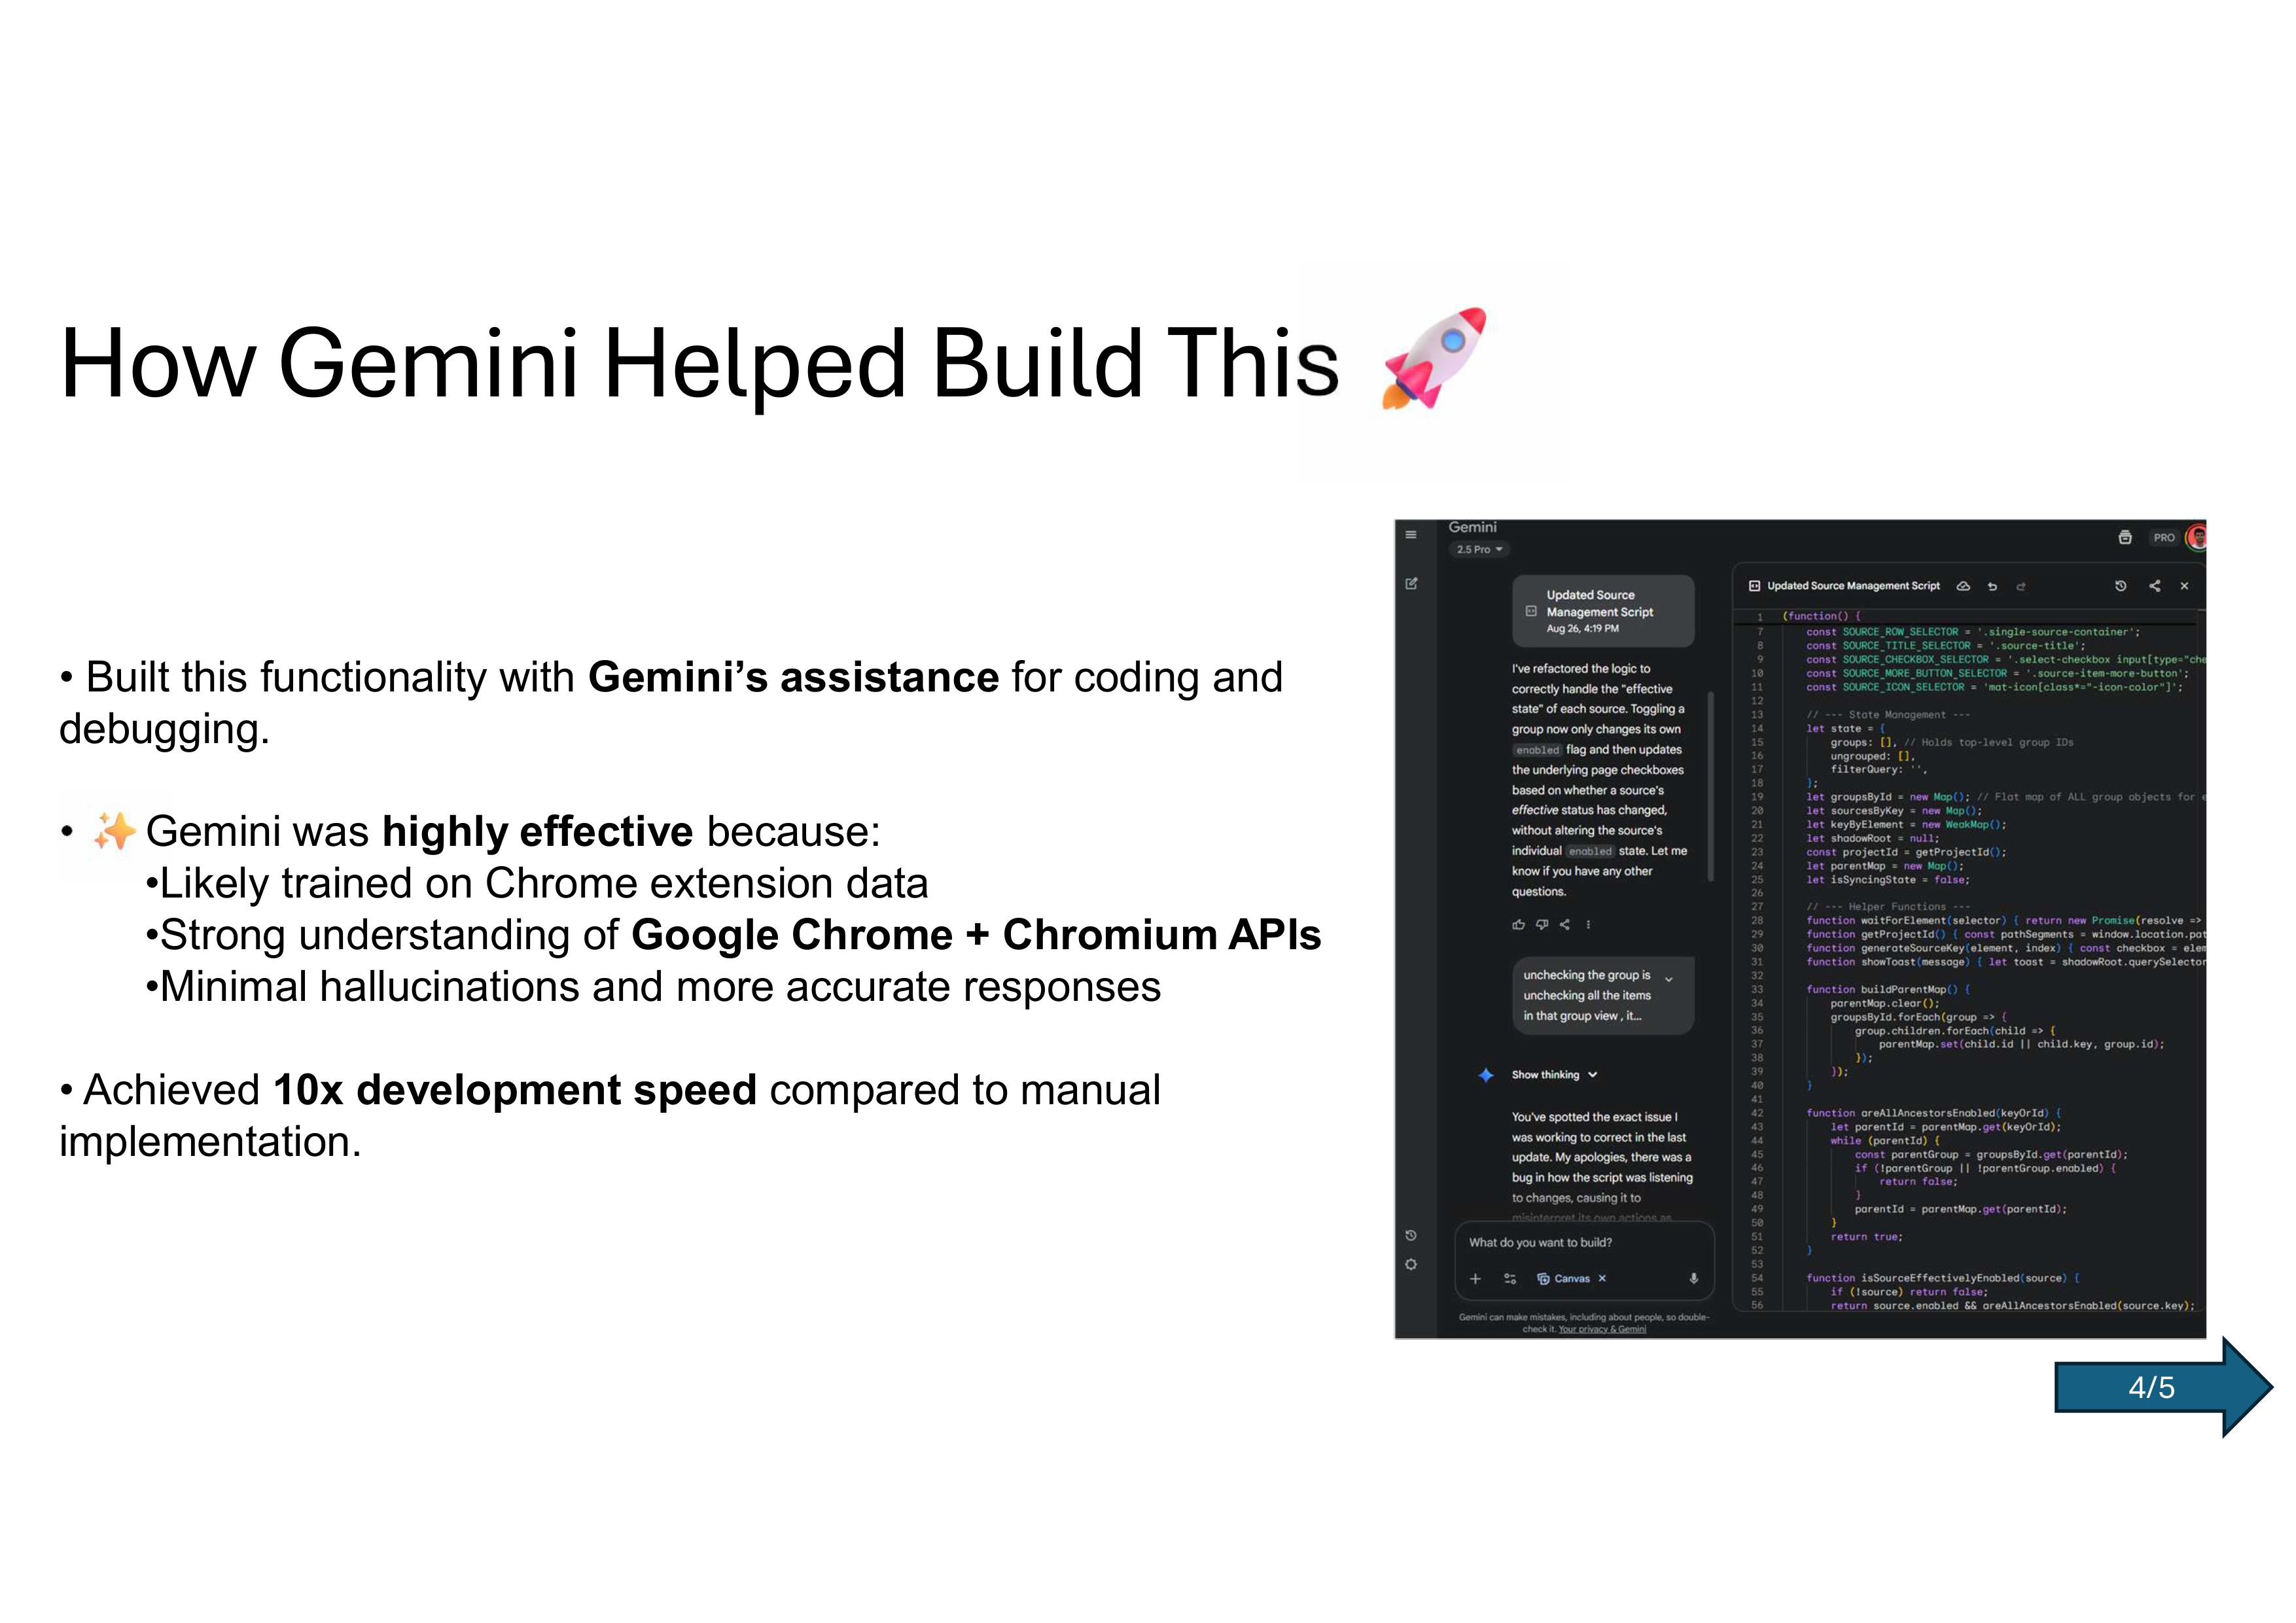 How Gemini Helped Build This 🚀
• Built this functionality with Gemini’s assistance for coding and
debugging.
• ✨ Gemini was highly effective because:
•Likely trained on Chrome extension data
•Strong understanding of Google Chrome + Chromium APIs
•Minimal hallucinations and more accurate responses
• Achieved 10x development speed compared to manual
implementation.
Gemini
2.5 Pro
PRO
Updated Source
Management Script
Aug 26, 4:19 PM
I've refactored the logic to
correctly handle the "effective
state" of each source. Toggling a
group now only changes its own
enabled flag and then updates
the underlying page checkboxes
based on whether a source's
effective status has changed,
without altering the source's
individual enabled state. Let me
know if you have any other
questions.
unchecking the group is
unchecking all the items
in that group view , it...
Show thinking
You've spotted the exact issue I
was working to correct in the last
update. My apologies, there was a
bug in how the script was listening
to changes, causing it to
misinterpret its own actions as
What do you want to build?
Canvas
Gemini can make mistakes, including about people, so double-
check it. Your privacy & Gemini
Updated Source Management Script
1 (function() {
7 const SOURCE_ROW_SELECTOR = '.single-source-container';
8 const SOURCE_TITLE_SELECTOR = '.source-title';
9 const SOURCE_CHECKBOX_SELECTOR = '.select-checkbox input[type="che
10 const SOURCE_MORE_BUTTON_SELECTOR = '.source-item-more-button';
11 const SOURCE_ICON_SELECTOR = 'mat-icon[class*="-icon-color"]';
12
13 // --- State Management ---
14 let state = {
15 groups: [], // Holds top-level group IDs
16 ungrouped: [],
17 filterQuery: '',
18 };
19 let groupsById = new Map(); // Flat map of ALL group objects for e
20 let sourcesByKey = new Map();
21 let keyByElement = new WeakMap();
22 let shadowRoot = null;
23 const projectId = getProjectId();
24 let parentMap = new Map();
25 let isSyncingState = false;
26
27 // --- Helper Functions ---
28 function waitForElement(selector) { return new Promise(resolve =>
29 function getProjectId() { const pathSegments = window.location.pat
30 function generateSourceKey(element, index) { const checkbox = elem
31 function showToast(message) { let toast = shadowRoot.querySelector
32
33 function buildParentMap() {
34 parentMap.clear();
35 groupsById.forEach(group => {
36 group.children.forEach(child => {
37 parentMap.set(child.id || child.key, group.id);
38 });
39 });
40 }
41
42 function areAllAncestorsEnabled(keyOrId) {
43 let parentId = parentMap.get(keyOrId);
44 while (parentId) {
45 const parentGroup = groupsById.get(parentId);
46 if (!parentGroup || !parentGroup.enabled) {
47 return false;
48 }
49 parentId = parentMap.get(parentId);
50 }
51 return true;
52 }
53
54 function isSourceEffectivelyEnabled(source) {
55 if (!source) return false;
56 return source.enabled && areAllAncestorsEnabled(source.key);
4/5